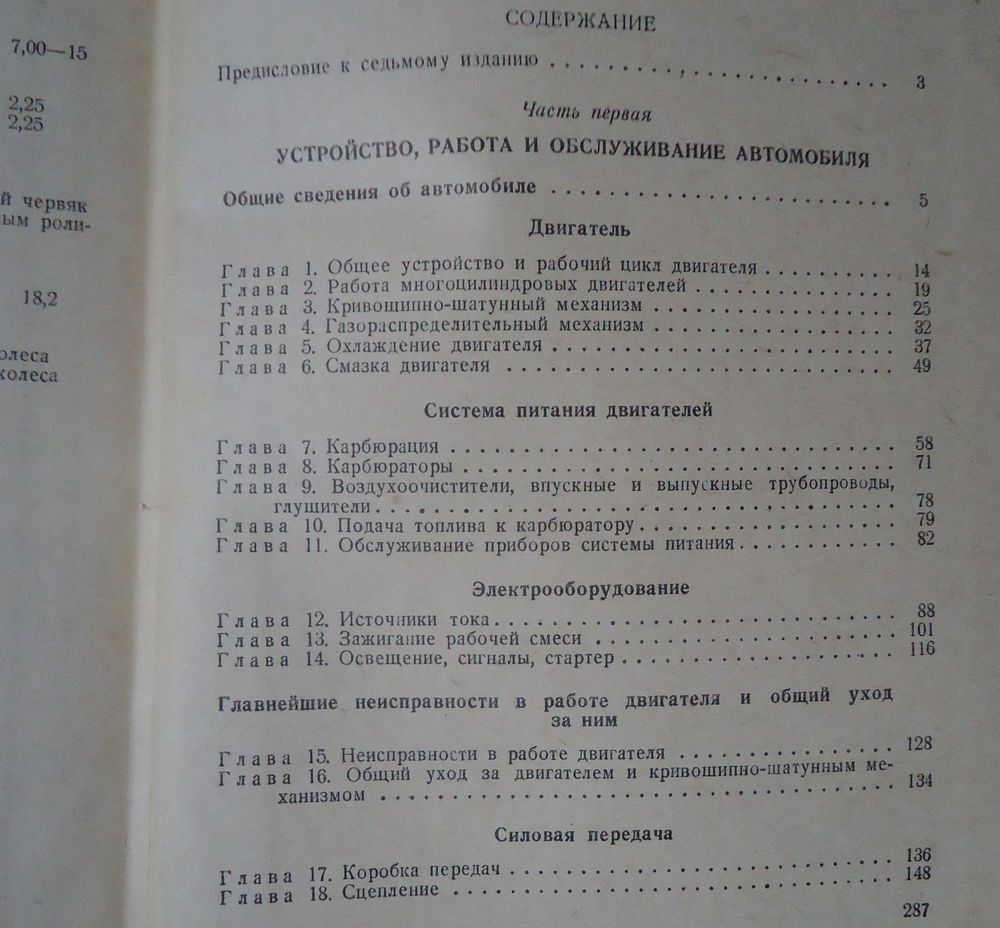 7,00—15
2,25
2,25
й червяк
ым роли-
18,2
олеса
колеса
СОДЕРЖАНИЕ
Предисловие к седьмому изданию . . . . . . . . . . . . . . . . . . 3
Часть первая
УСТРОЙСТВО, РАБОТА И ОБСЛУЖИВАНИЕ АВТОМОБИЛЯ
Общие сведения об автомобиле . . . . . . . . . . . . . . . . . . 5
Двигатель
Глава 1. Общее устройство и рабочий цикл двигателя . . . . . . . . . . 14
Глава 2. Работа многоцилиндровых двигателей . . . . . . . . . . . 19
Глава 3. Кривошипно-шатунный механизм . . . . . . . . . . . . . 25
Глава 4. Газораспределительный механизм . . . . . . . . . . . . . 32
Глава 5. Охлаждение двигателя . . . . . . . . . . . . . . . . . . 37
Глава 6. Смазка двигателя . . . . . . . . . . . . . . . . . . . . 49
Система питания двигателей
Глава 7. Карбюрация . . . . . . . . . . . . . . . . . . . . . . . 58
Глава 8. Карбюраторы . . . . . . . . . . . . . . . . . . . . . . 71
Глава 9. Воздухоочистители, впускные и выпускные трубопроводы,
глушители . . . . . . . . . . . . . . . . . . . . . . . . . . 78
Глава 10. Подача топлива к карбюратору . . . . . . . . . . . . . . 79
Глава 11. Обслуживание приборов системы питания . . . . . . . . . 82
Электрооборудование
Глава 12. Источники тока . . . . . . . . . . . . . . . . . . . . . 88
Глава 13. Зажигание рабочей смеси . . . . . . . . . . . . . . . . 101
Глава 14. Освещение, сигналы, стартер . . . . . . . . . . . . . . . 116
Главнейшие неисправности в работе двигателя и общий уход
за ним
Глава 15. Неисправности в работе двигателя . . . . . . . . . . . . 128
Глава 16. Общий уход за двигателем и кривошипно-шатунным ме-
ханизмом . . . . . . . . . . . . . . . . . . . . . . . . . . 134
Силовая передача
Глава 17. Коробка передач . . . . . . . . . . . . . . . . . . . . 136
Глава 18. Сцепление . . . . . . . . . . . . . . . . . . . . . . . 148
287